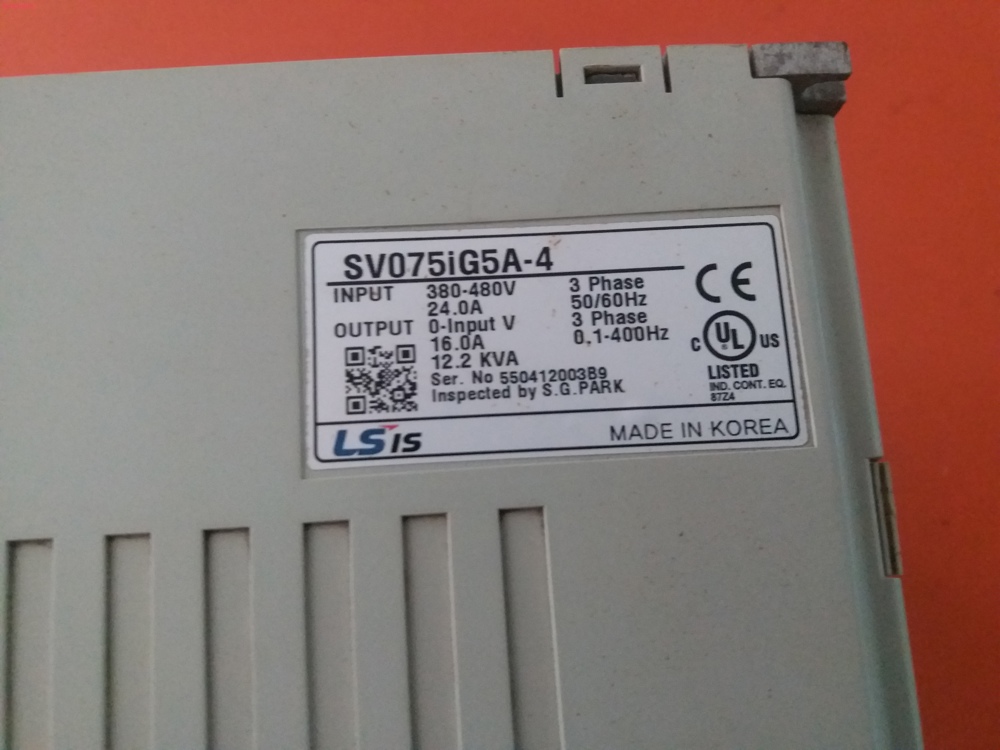 SV075iG5A-4
INPUT 380-480V 3 Phase
24.0A 50/60Hz
OUTPUT 0-Input V 3 Phase
16.0A 0.1-400Hz
12.2 KVA
Ser. No 550412003B9
Inspected by S.G.PARK
CE
C UL US
LISTED
IND. CONT. EQ.
87Z4
LSIS
MADE IN KOREA